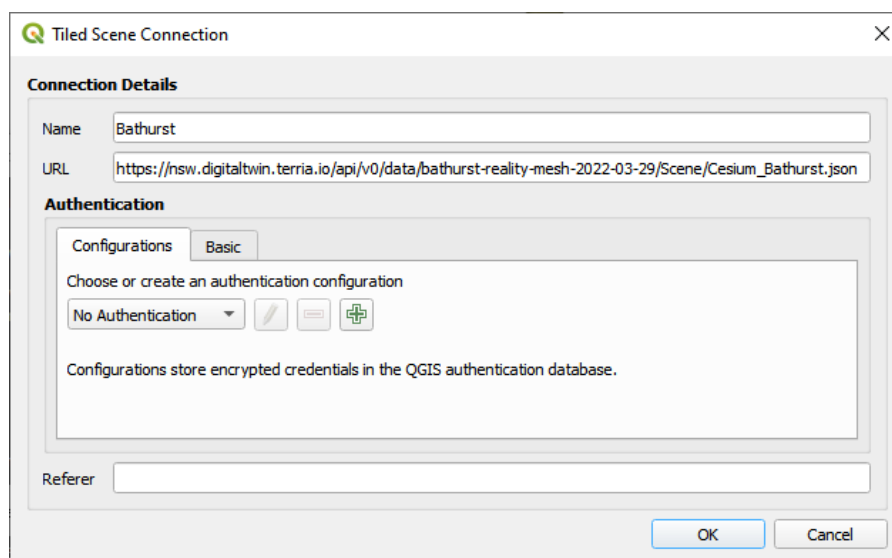 Tiled Scene Connection
Connection Details
Name Bathurst
URL https://nsw.digitaltwin.terria.io/api/v0/data/bathurst-reality-mesh-2022-03-29/Scene/Cesium_Bathurst.json
Authentication
Configurations Basic
Choose or create an authentication configuration
No Authentication
Configurations store encrypted credentials in the QGIS authentication database.
Referer
OK Cancel